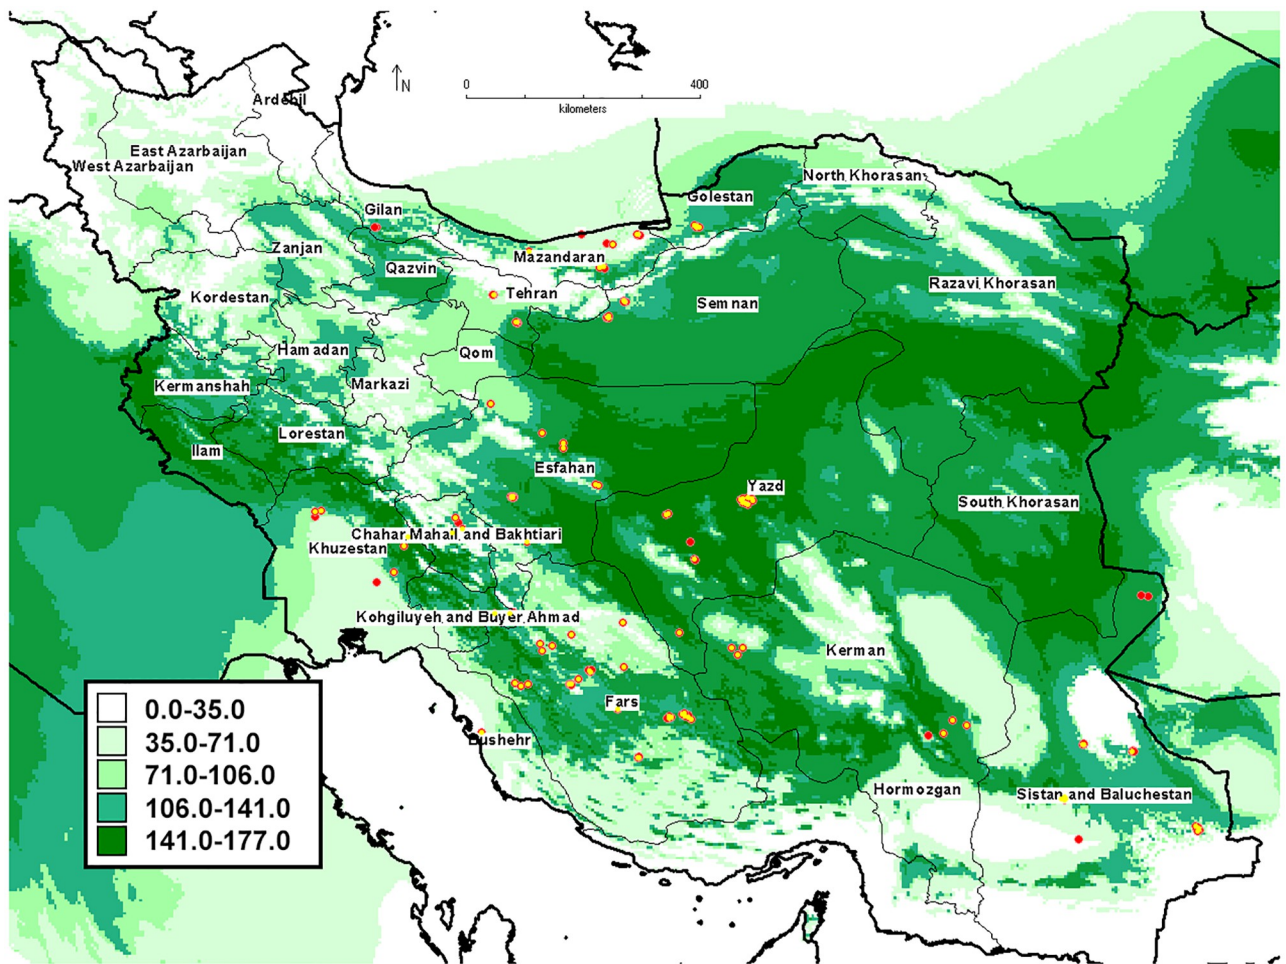 Ardebil
N
0 400
kilometers
East Azarbaijan
West Azarbaijan
North Khorasan
Golestan
Gilan
Zanjan
Mazandaran
Qazvin
Razavi Khorasan
Tehran
Kordestan
Semnan
Hamadan
Qom
Kermanshah
Markazi
Lorestan
Ilam
Esfahan
Yazd
South Khorasan
Chahar Mahail and Bakhtiari
Khuzestan
Kohgiluyeh and Buyer Ahmad
Kerman
Fars
Bushehr
Hormozgan
Sistan and Baluchestan
0.0-35.0
35.0-71.0
71.0-106.0
106.0-141.0
141.0-177.0